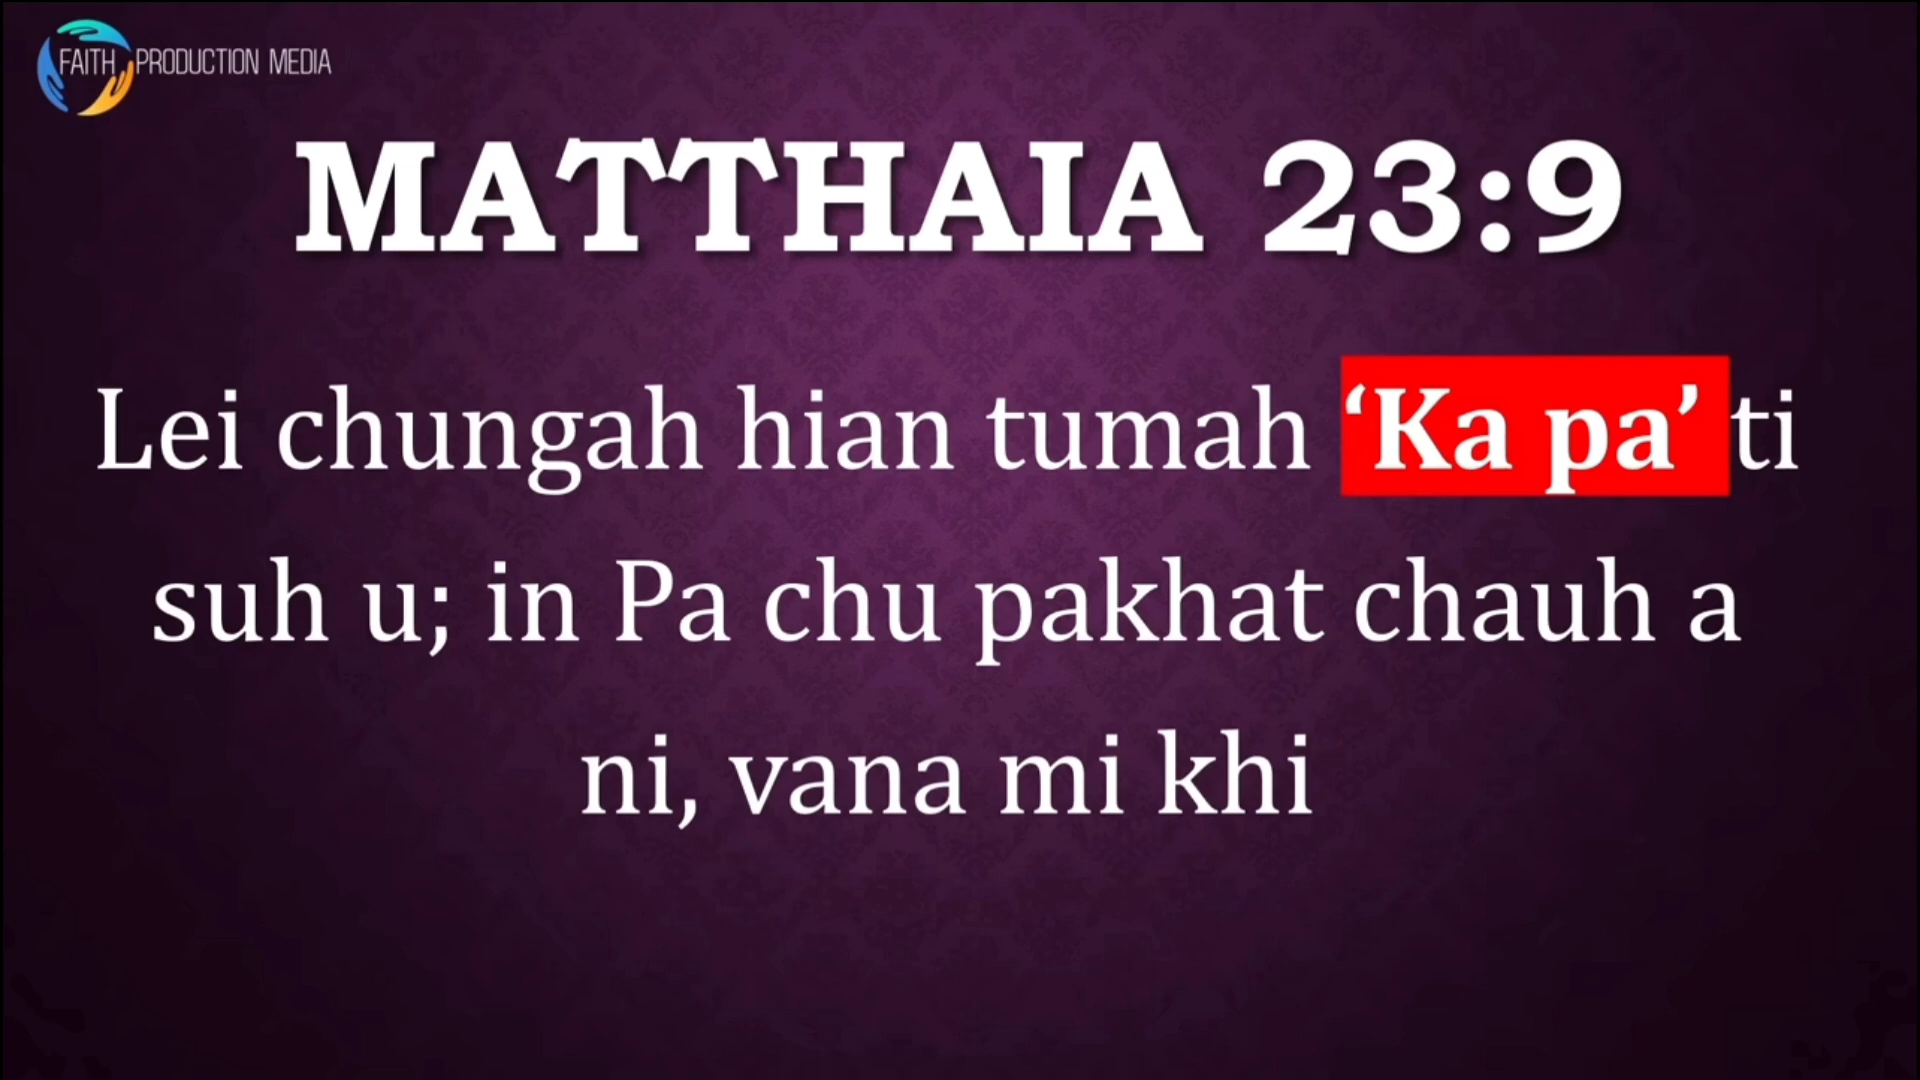 FAITH PRODUCTION MEDIA
MATTHAIA 23:9
Lei chungah hian tumah ‘Ka pa’ ti
suh u; in Pa chu pakhat chauh a
ni, vana mi khi